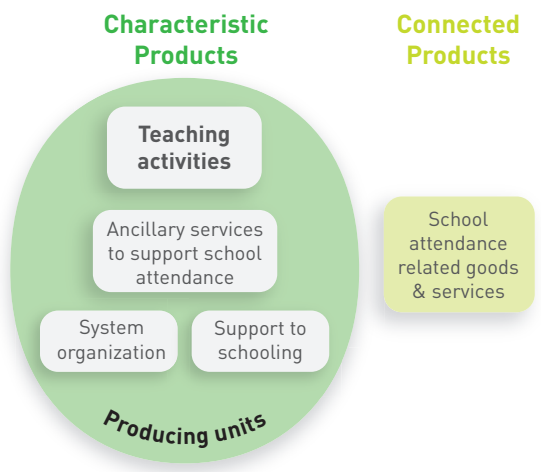 Characteristic
Products
Connected
Products
Teaching
activities
Ancillary services
to support school
attendance
System
organization
Support to
schooling
Producing units
School
attendance
related goods
& services